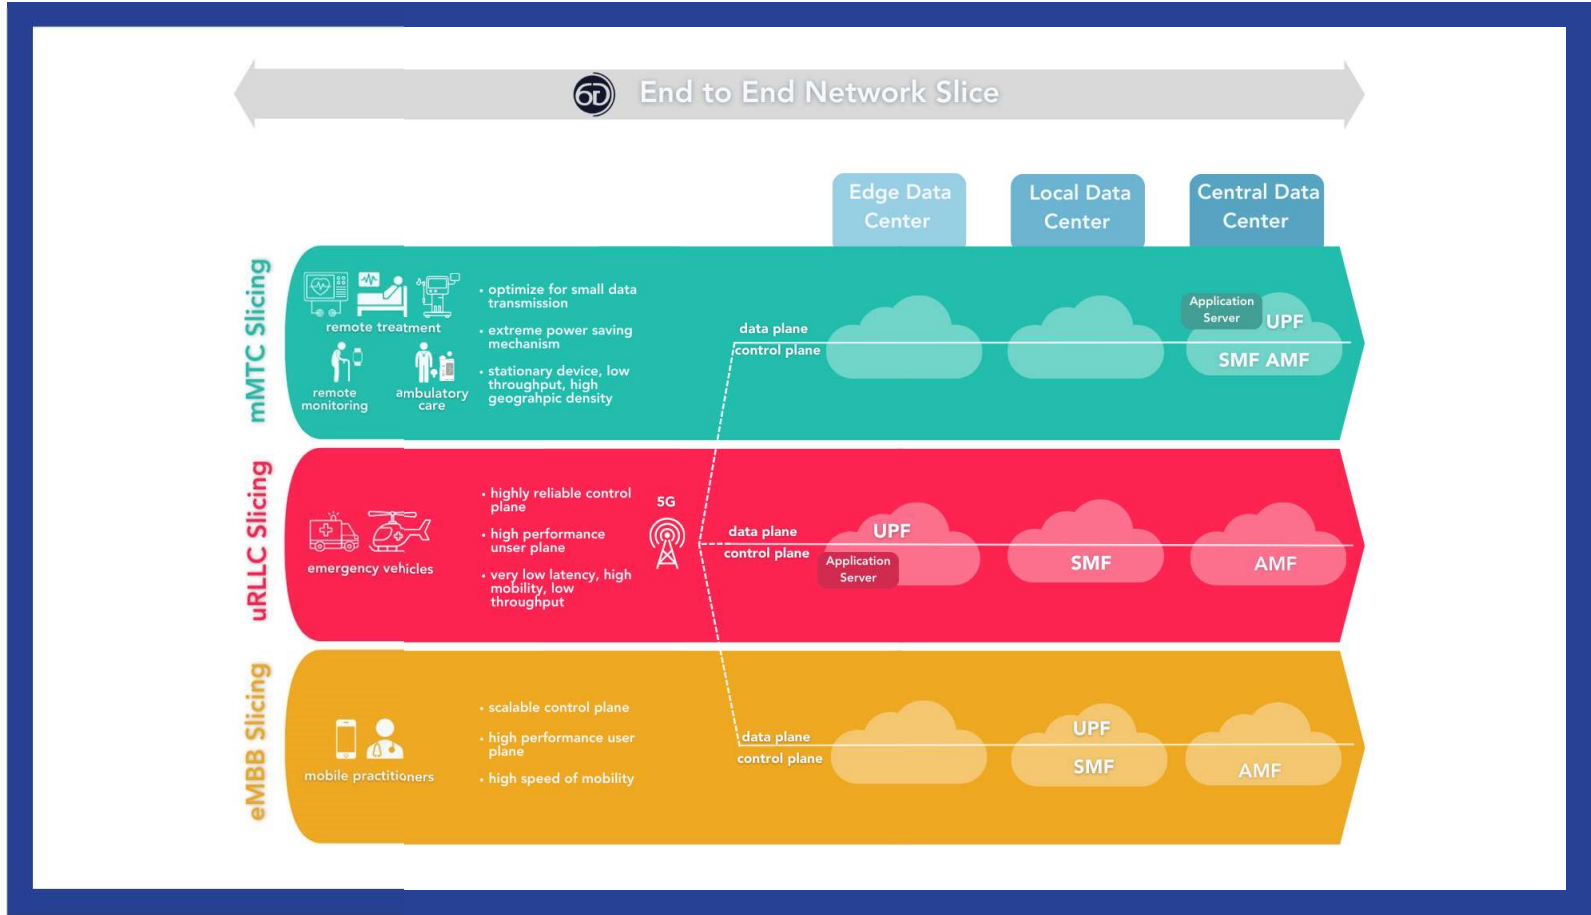 6G End to End Network Slice
Edge Data
Center
Local Data
Center
Central Data
Center
mMTC Slicing
remote treatment
remote
monitoring
ambulatory
care
• optimize for small data
transmission
• extreme power saving
mechanism
• stationary device, low
throughput, high
geograhpic density
data plane
control plane
Application
Server
UPF
SMF AMF
uRLLC Slicing
emergency vehicles
• highly reliable control
plane
• high performance
unser plane
• very low latency, high
mobility, low
throughput
5G
data plane
control plane
UPF
Application
Server
SMF
AMF
eMBB Slicing
mobile practitioners
• scalable control plane
• high performance user
plane
• high speed of mobility
data plane
control plane
UPF
SMF
AMF